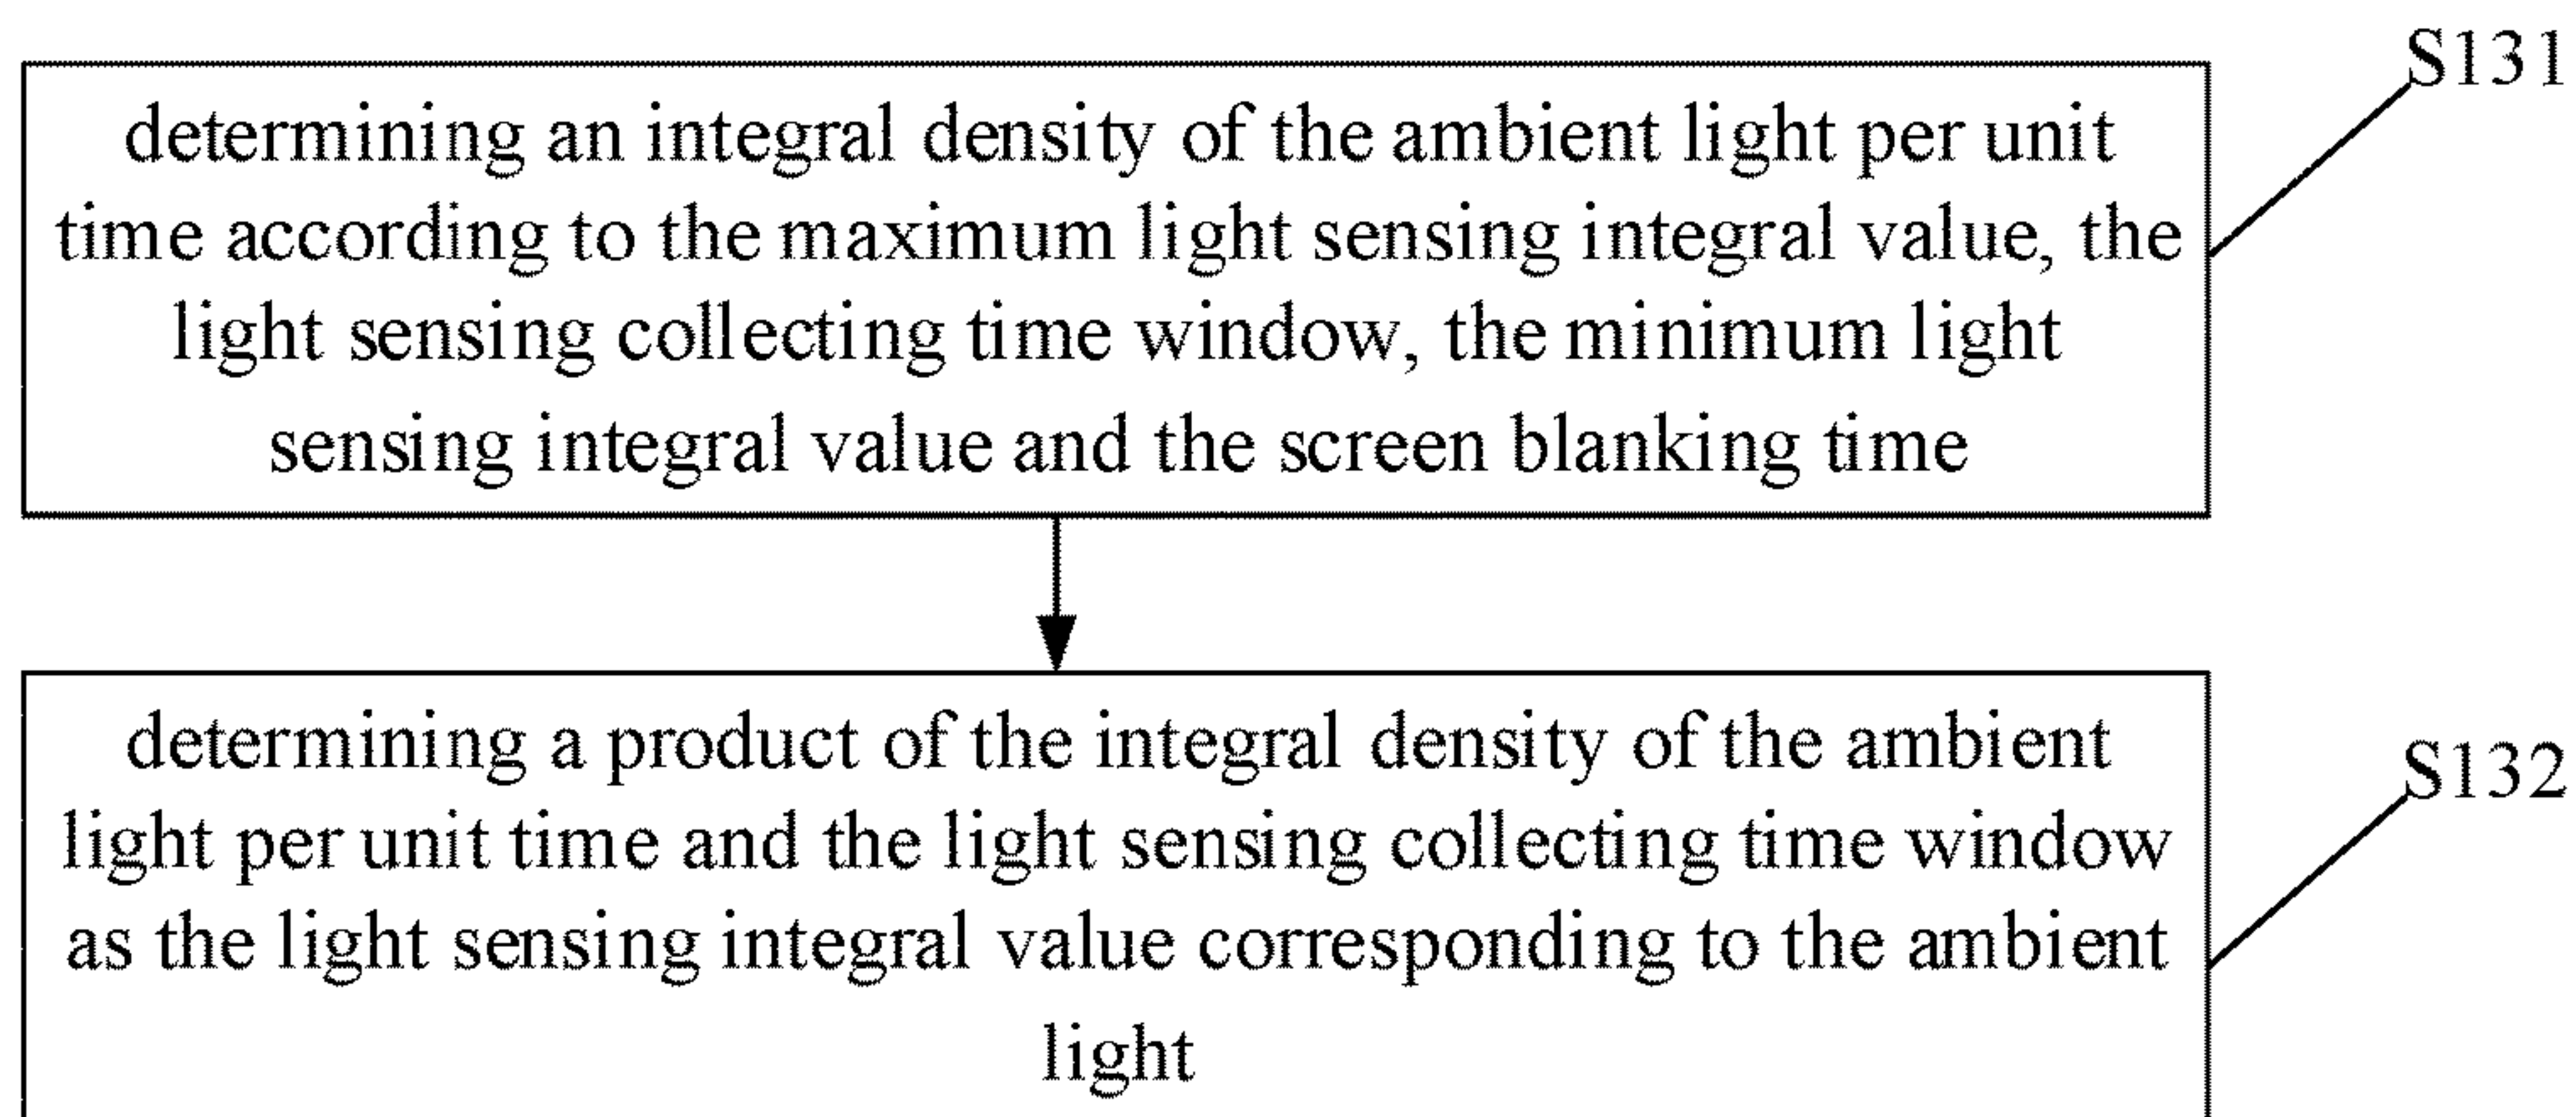 S131
determining an integral density of the ambient light per unit
time according to the maximum light sensing integral value, the
light sensing collecting time window, the minimum light
sensing integral value and the screen blanking time
S132
determining a product of the integral density of the ambient
light per unit time and the light sensing collecting time window
as the light sensing integral value corresponding to the ambient
light